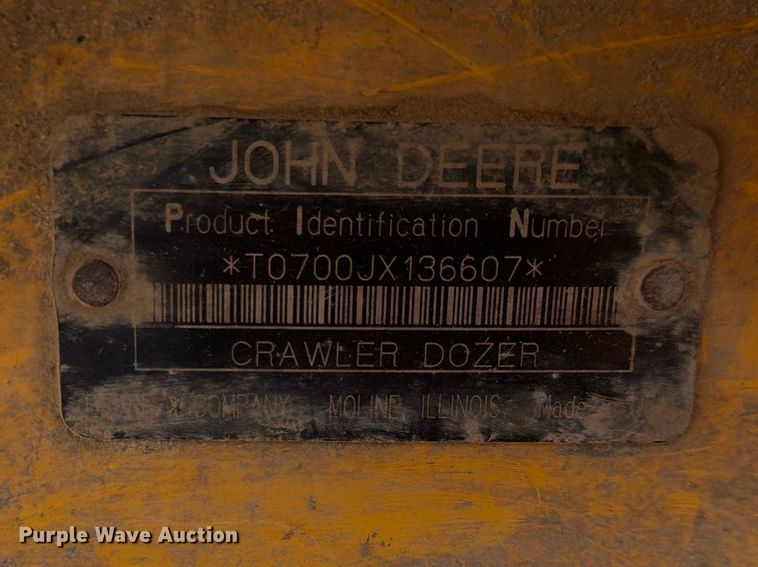 JOHN DEERE
Product Identification Number
*T0700JX136607*
CRAWLER DOZER
COMPANY MOLINE, ILLINOIS Made
Purple Wave Auction